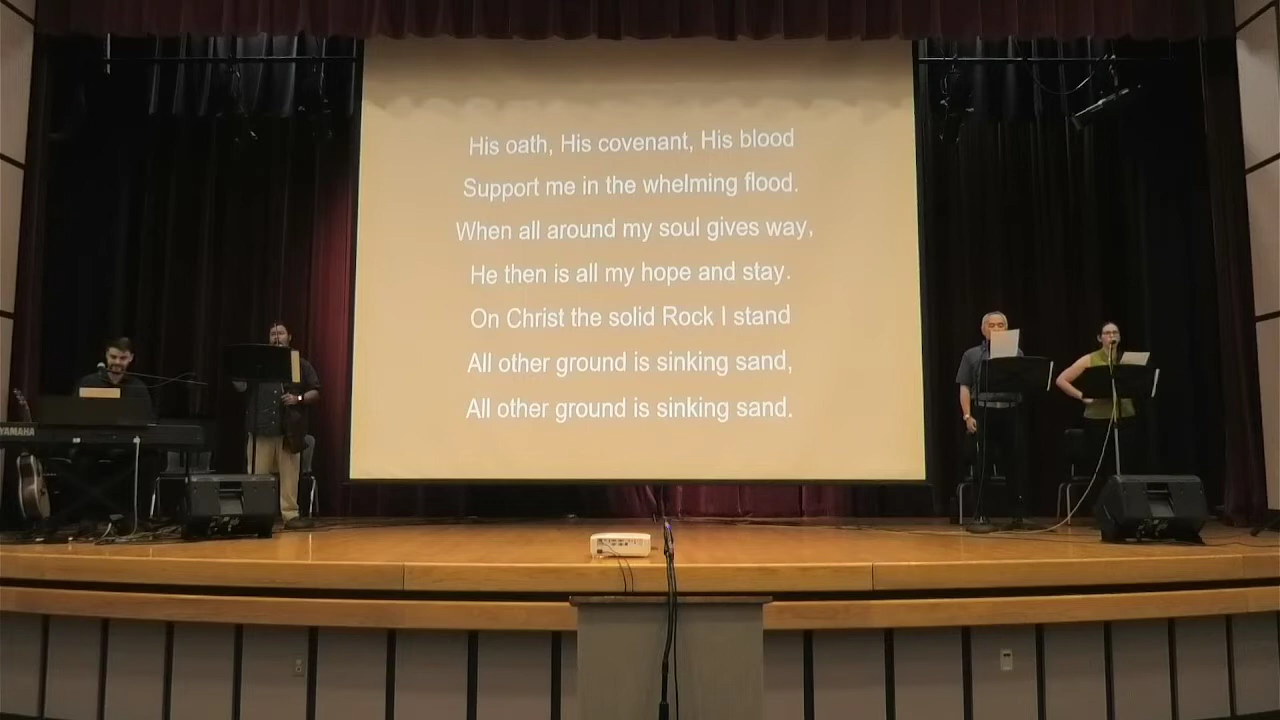 His oath, His covenant, His blood
Support me in the whelming flood.
When all around my soul gives way,
He then is all my hope and stay.
On Christ the solid Rock I stand
All other ground is sinking sand,
All other ground is sinking sand.
YAMAHA